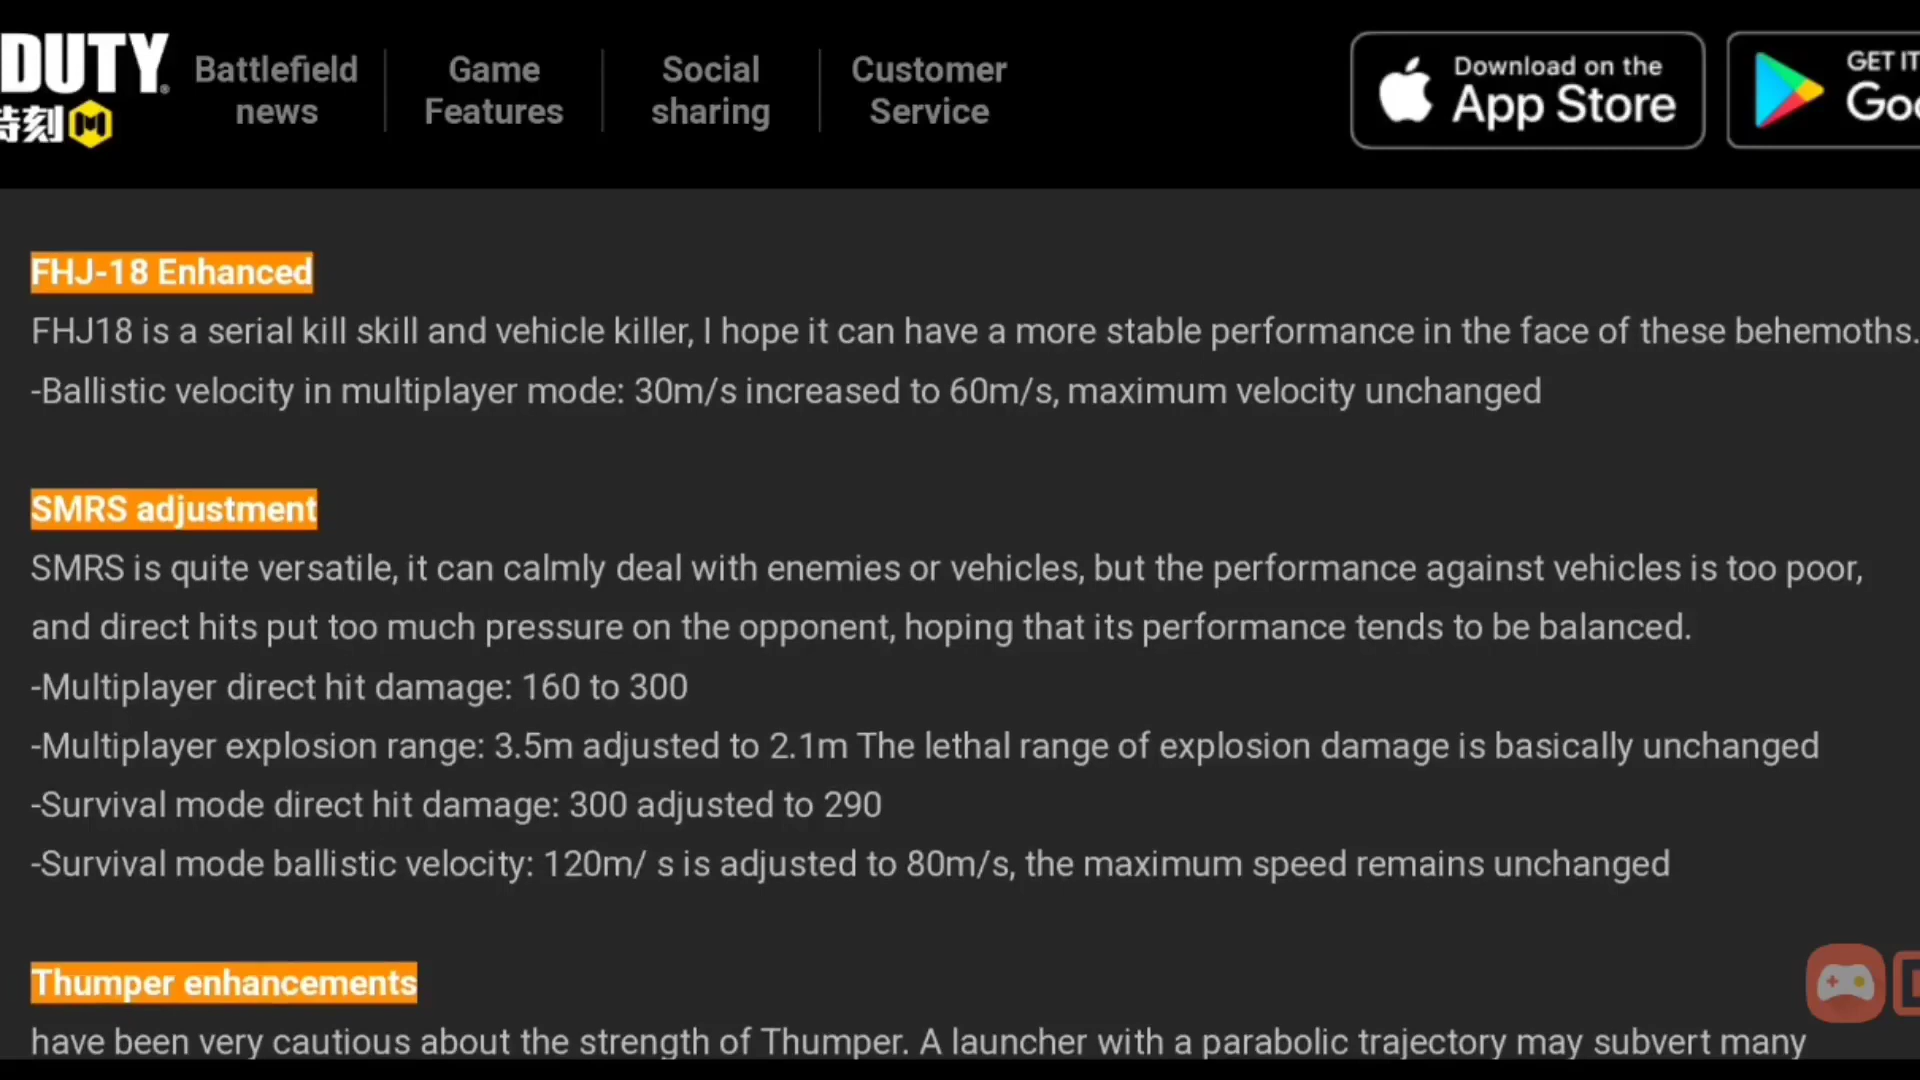 DUTY
Battlefield news
Game Features
Social sharing
Customer Service
Download on the
App Store
GET IT
時刻
FHJ-18 Enhanced
FHJ18 is a serial kill skill and vehicle killer, I hope it can have a more stable performance in the face of these behemoths.
-Ballistic velocity in multiplayer mode: 30m/s increased to 60m/s, maximum velocity unchanged
SMRS adjustment
SMRS is quite versatile, it can calmly deal with enemies or vehicles, but the performance against vehicles is too poor,
and direct hits put too much pressure on the opponent, hoping that its performance tends to be balanced.
-Multiplayer direct hit damage: 160 to 300
-Multiplayer explosion range: 3.5m adjusted to 2.1m The lethal range of explosion damage is basically unchanged
-Survival mode direct hit damage: 300 adjusted to 290
-Survival mode ballistic velocity: 120m/ s is adjusted to 80m/s, the maximum speed remains unchanged
Thumper enhancements
have been very cautious about the strength of Thumper. A launcher with a parabolic trajectory may subvert many